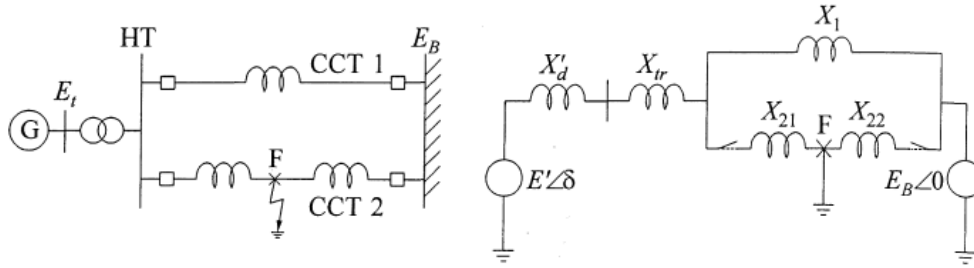 HT
E_B
CCT 1
E_t
G
F
CCT 2
X_1
X'_d
X_tr
X_21
F
X_22
E'∠δ
E_B∠0